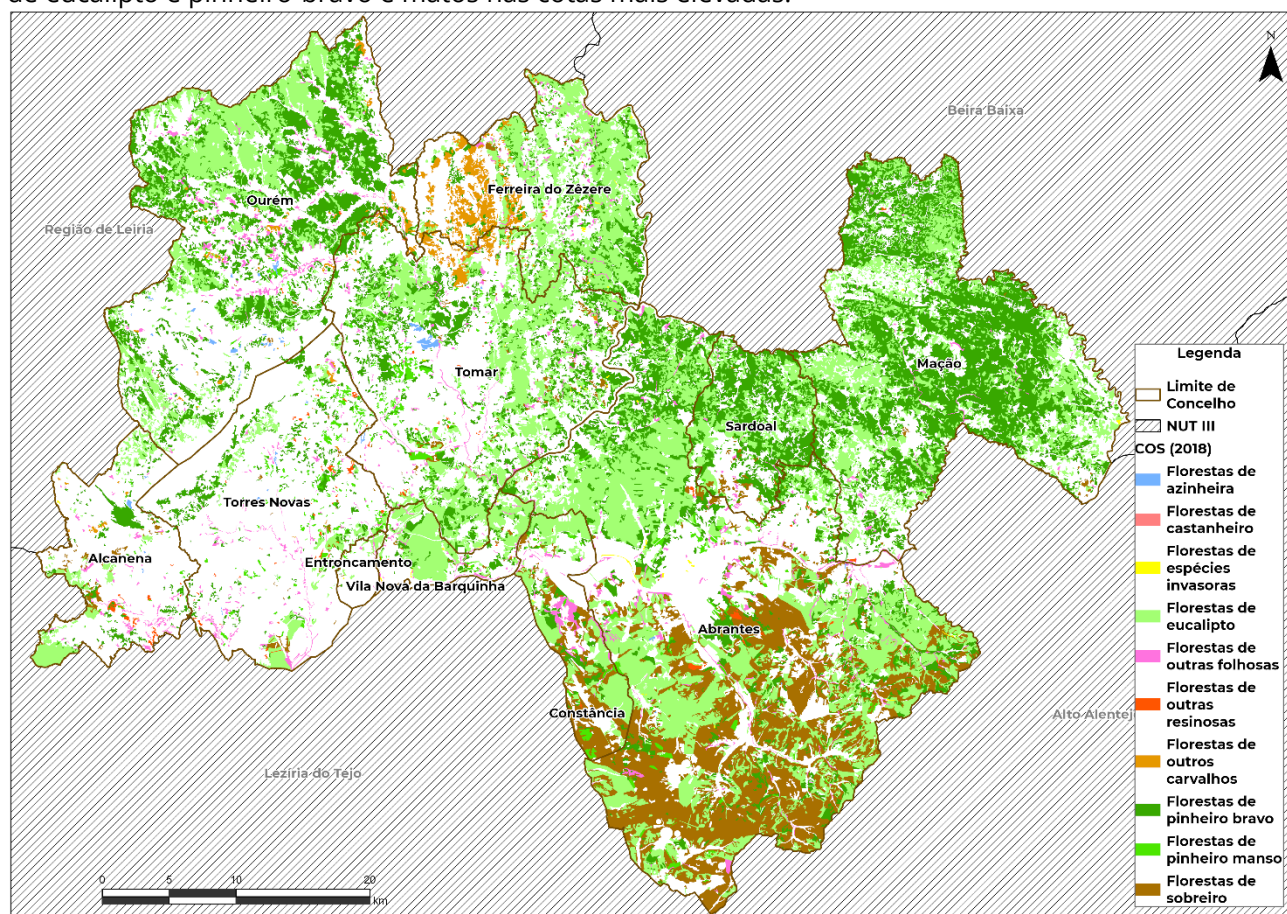 de eucalipto e pinheiro-bravo e matos nas cotas mais elevadas.
N
Beira Baixa
Ferreira do Zêzere
Ourém
Região de Leiria
Mação
Tomar
Sardoal
Torres Novas
Alcanena
Entroncamento
Vila Nova da Barquinha
Abrantes
Constância
Alto Alentejo
Lezíria do Tejo
0 5 10 20
km
Legenda
Limite de
Concelho
NUT III
COS (2018)
Florestas de
azinheira
Florestas de
castanheiro
Florestas de
espécies
invasoras
Florestas de
eucalipto
Florestas de
outras folhosas
Florestas de
outras
resinosas
Florestas de
outros
carvalhos
Florestas de
pinheiro bravo
Florestas de
pinheiro manso
Florestas de
sobreiro